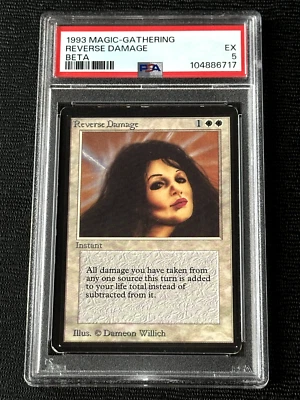 1993 MAGIC-GATHERING
REVERSE DAMAGE
EX
BETA
5
PSA
104886717
Reverse Damage
1
Instant
All damage you have taken from
any one source this turn is added
to your life total instead of
subtracted from it.
Illus. © Dameon Willich